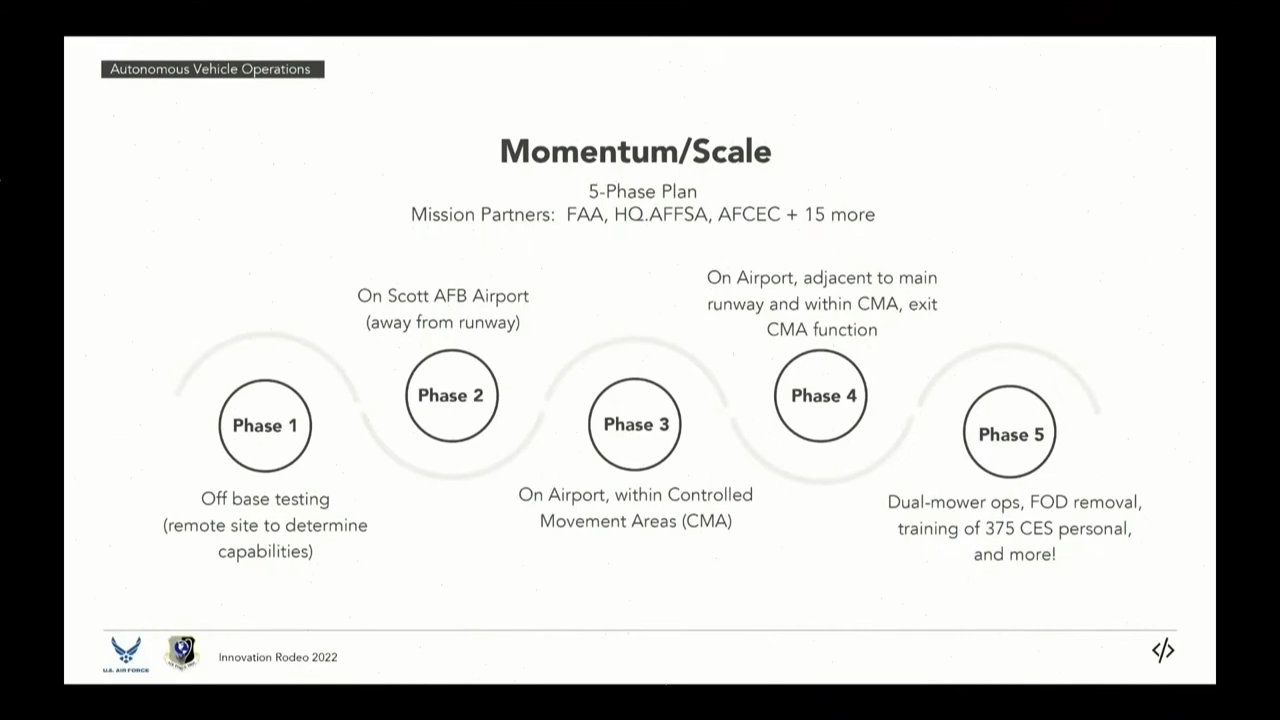 Autonomous Vehicle Operations
Momentum/Scale
5-Phase Plan
Mission Partners: FAA, HQ.AFFSA, AFCEC + 15 more
Phase 1
Off base testing
(remote site to determine
capabilities)
On Scott AFB Airport
(away from runway)
Phase 2
Phase 3
On Airport, within Controlled
Movement Areas (CMA)
On Airport, adjacent to main
runway and within CMA, exit
CMA function
Phase 4
Phase 5
Dual-mower ops, FOD removal,
training of 375 CES personal,
and more!
U.S. AIR FORCE
Innovation Rodeo 2022
</>